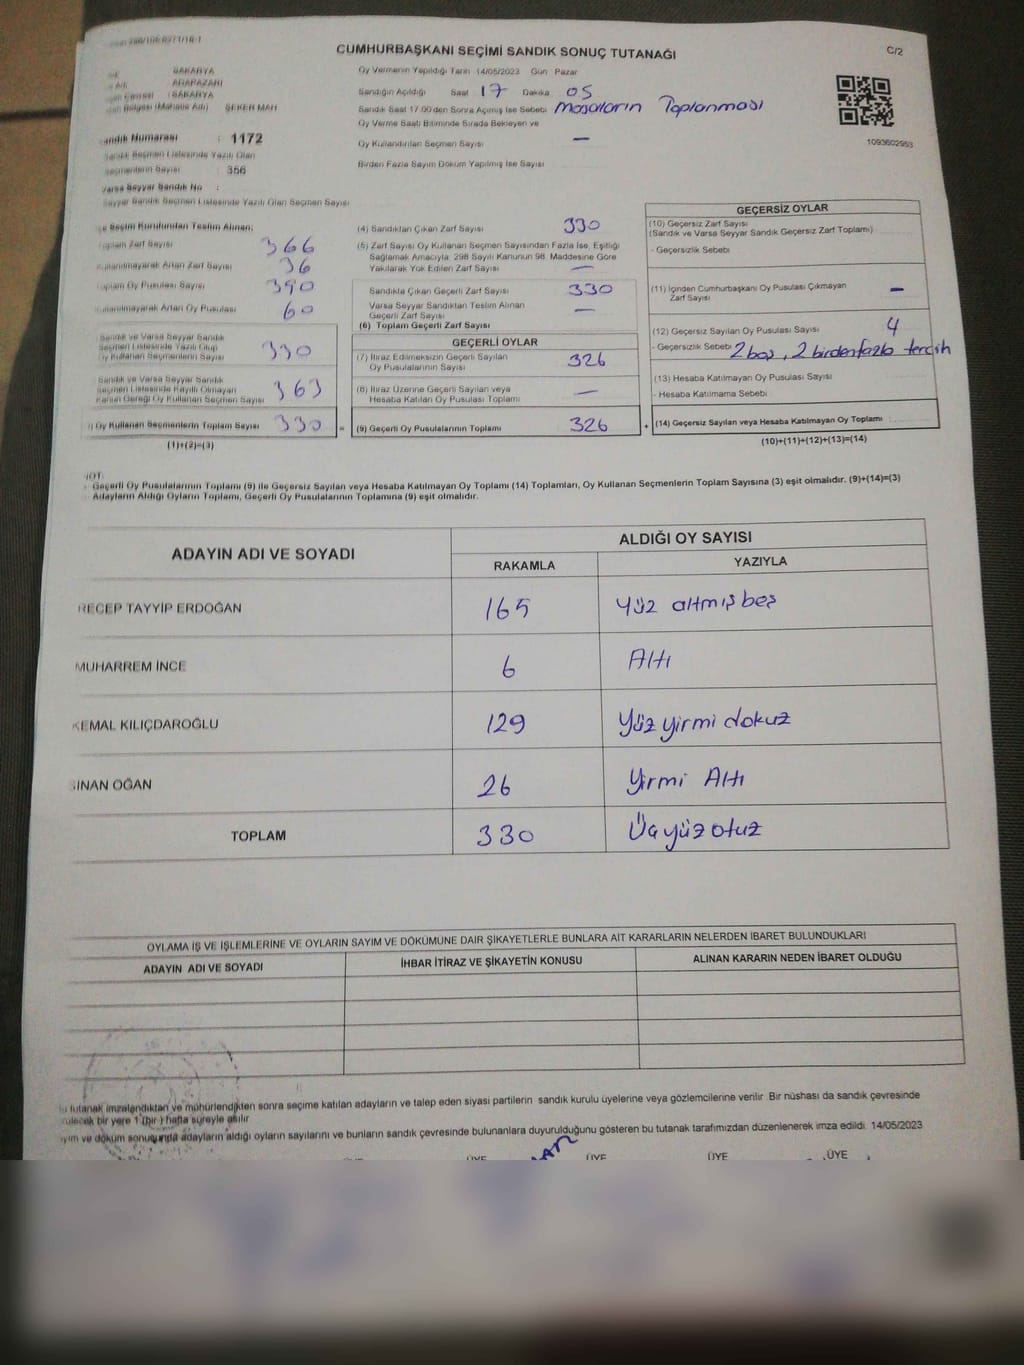 CUMHURBAŞKANI SEÇİMİ SANDIK SONUÇ TUTANAĞI
C/2
SAKARYA
ADAPAZARI
SAKARYA
ŞEKER MAH
Sandık Numarası : 1172
Sandık Seçmen Listesinde Yazılı Olan
Seçmenlerin Sayısı : 356
Varsa Seyyar Sandık No :
Seyyar Sandık Seçmen Listesinde Yazılı Olan Seçmen Sayısı
Oy Vermenin Yapıldığı Tarih 14/05/2023 Gün Pazar
Sandığın Açıldığı Saat 17 Dakika 05
Sandık Saat 17.00'den Sonra Açılmış İse Sebebi Masaların Toplanması
Oy Verme Saati Bitiminde Sırada Bekleyen ve
Oy Kullandırılan Seçmen Sayısı —
Birden Fazla Sayım Döküm Yapılmış İse Sayısı
1093602953
e Seçim Kurulundan Teslim Alınan;
Toplam Zarf Sayısı 366
Kullanılmayarak Artan Zarf Sayısı 36
Toplam Oy Pusulası Sayısı 390
Kullanılmayarak Artan Oy Pusulası 60
Sandık ve Varsa Seyyar Sandık
Seçmen Listesinde Yazılı Olup
Oy Kullanan Seçmenlerin Sayısı 330
Sandık ve Varsa Seyyar Sandık
Seçmen Listesinde Kayıtlı Olmayan
Kanun Gereği Oy Kullanan Seçmen Sayısı 363
) Oy Kullanan Seçmenlerin Toplam Sayısı 330 =
(1)+(2)=(3)
(4) Sandıktan Çıkan Zarf Sayısı 330
(5) Zarf Sayısı Oy Kullanan Seçmen Sayısından Fazla İse, Eşitliği
Sağlamak Amacıyla; 298 Sayılı Kanunun 98. Maddesine Göre
Yakılarak Yok Edilen Zarf Sayısı —
Sandıkta Çıkan Geçerli Zarf Sayısı 330
Varsa Seyyar Sandıktan Teslim Alınan
Geçerli Zarf Sayısı —
(6) Toplam Geçerli Zarf Sayısı
GEÇERLİ OYLAR
(7) İtiraz Edilmeksizin Geçerli Sayılan
Oy Pusulalarının Sayısı 326
(8) İtiraz Üzerine Geçerli Sayılan veya
Hesaba Katılan Oy Pusulası Toplamı —
(9) Geçerli Oy Pusulalarının Toplamı 326 +
GEÇERSİZ OYLAR
(10) Geçersiz Zarf Sayısı
(Sandık ve Varsa Seyyar Sandık Geçersiz Zarf Toplamı)
- Geçersizlik Sebebi
(11) İçinden Cumhurbaşkanı Oy Pusulası Çıkmayan
Zarf Sayısı —
(12) Geçersiz Sayılan Oy Pusulası Sayısı 4
- Geçersizlik Sebebi 2 boş, 2 birden fazla tercih
(13) Hesaba Katılmayan Oy Pusulası Sayısı
- Hesaba Katılmama Sebebi
(14) Geçersiz Sayılan veya Hesaba Katılmayan Oy Toplamı
(10)+(11)+(12)+(13)=(14)
NOT:
Geçerli Oy Pusulalarının Toplamı (9) ile Geçersiz Sayılan veya Hesaba Katılmayan Oy Toplamı (14) Toplamları, Oy Kullanan Seçmenlerin Toplam Sayısına (3) eşit olmalıdır. (9)+(14)=(3)
Adayların Aldığı Oyların Toplamı, Geçerli Oy Pusulalarının Toplamına (9) eşit olmalıdır.
ADAYIN ADI VE SOYADI
ALDIĞI OY SAYISI
RAKAMLA YAZIYLA
RECEP TAYYİP ERDOĞAN 165 Yüz altmış beş
MUHARREM İNCE 6 Altı
KEMAL KILIÇDAROĞLU 129 Yüz yirmi dokuz
SİNAN OĞAN 26 Yirmi Altı
TOPLAM 330 Üçyüz otuz
OYLAMA İŞ VE İŞLEMLERİNE VE OYLARIN SAYIM VE DÖKÜMÜNE DAİR ŞİKAYETLERLE BUNLARA AİT KARARLARIN NELERDEN İBARET BULUNDUKLARI
ADAYIN ADI VE SOYADI İHBAR İTİRAZ VE ŞİKAYETİN KONUSU ALINAN KARARIN NEDEN İBARET OLDUĞU
tutanak imzalandıktan ve mühürlendikten sonra seçime katılan adayların ve talep eden siyasi partilerin sandık kurulu üyelerine veya gözlemcilerine verilir. Bir nüshası da sandık çevresinde
bir yere 1 (bir) hafta süreyle asılır
ve döküm sonucunda adayların aldığı oyların sayılarını ve bunların sandık çevresinde bulunanlara duyurulduğunu gösteren bu tutanak tarafımızdan düzenlenerek imza edildi. 14/05/2023
ÜYE ÜYE ÜYE ÜYE